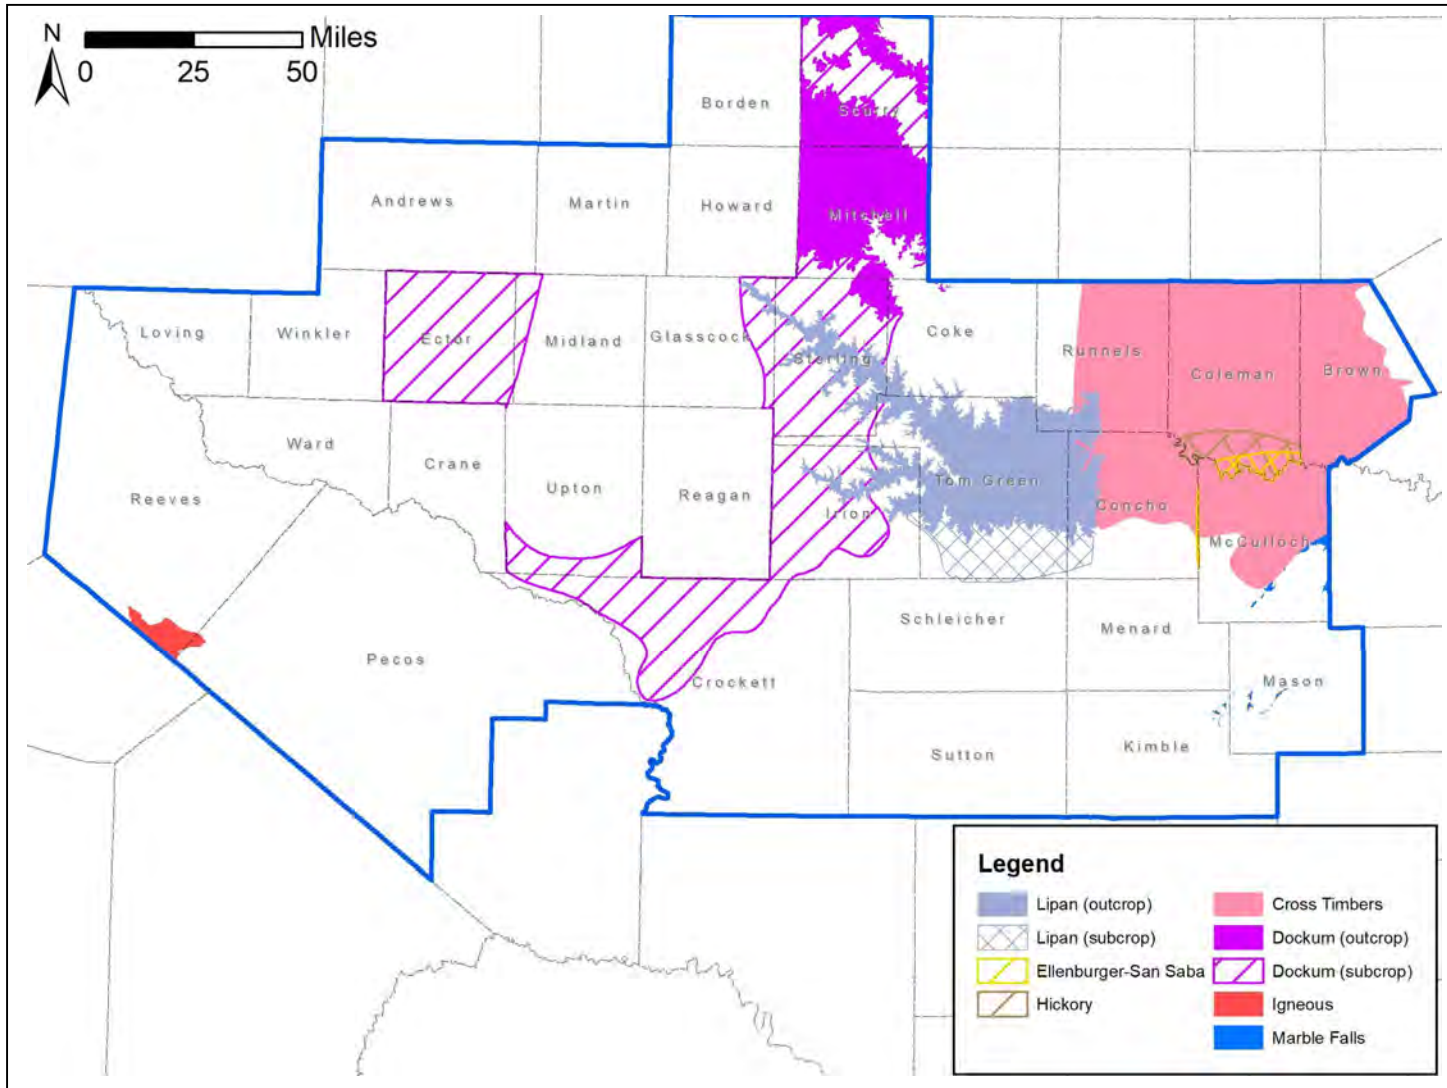 N
Miles
0 25 50
Borden
Scurry
Andrews
Martin
Howard
Mitchell
Loving
Winkler
Ector
Midland
Glasscock
Sterling
Coke
Runnels
Coleman
Brown
Ward
Crane
Reeves
Upton
Reagan
Irion
Tom Green
Concho
McCulloch
Pecos
Crockett
Schleicher
Menard
Mason
Sutton
Kimble
Legend
Lipan (outcrop)
Cross Timbers
Lipan (subcrop)
Dockum (outcrop)
Ellenburger-San Saba
Dockum (subcrop)
Hickory
Igneous
Marble Falls